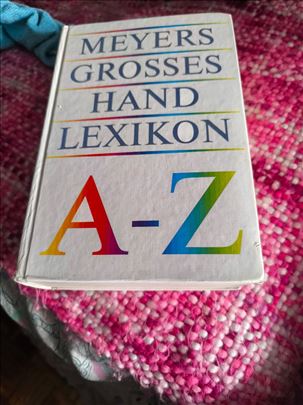 MEYERS
GROSSES
HAND
LEXIKON
A-Z